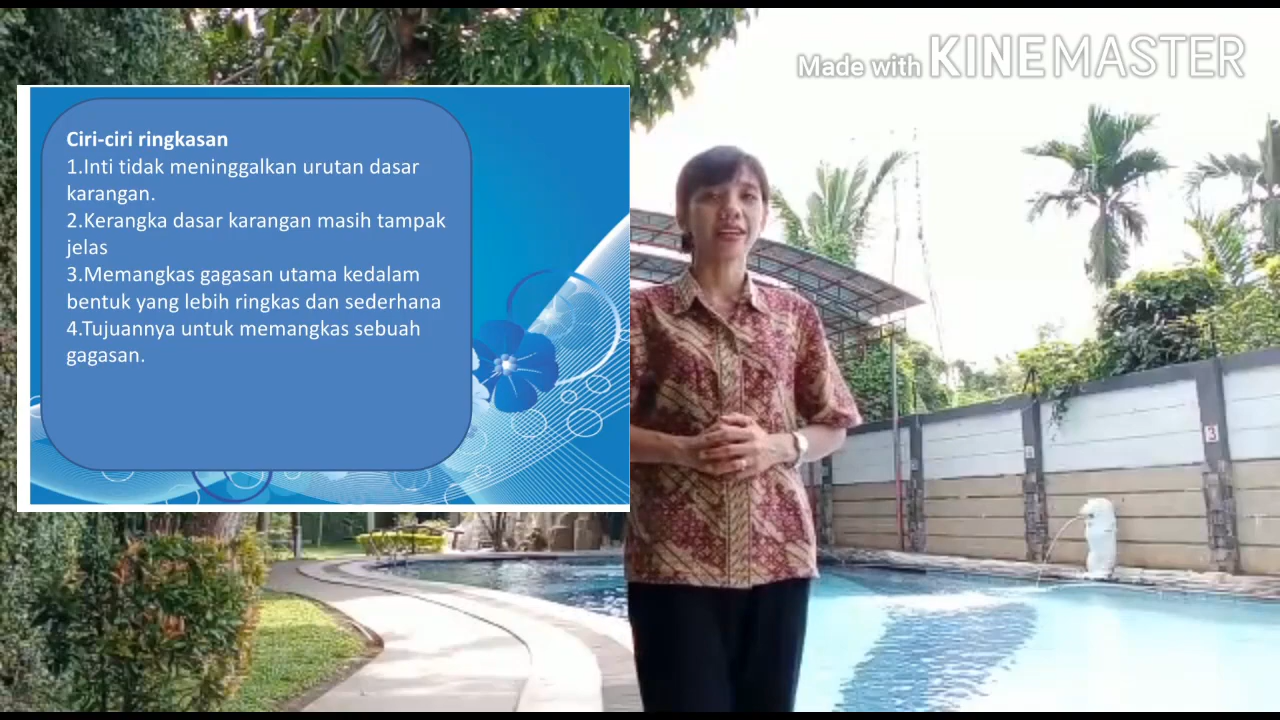 Made with KINEMASTER
Ciri-ciri ringkasan
1.Inti tidak meninggalkan urutan dasar
karangan.
2.Kerangka dasar karangan masih tampak
jelas
3.Memangkas gagasan utama kedalam
bentuk yang lebih ringkas dan sederhana
4.Tujuannya untuk memangkas sebuah
gagasan.
3